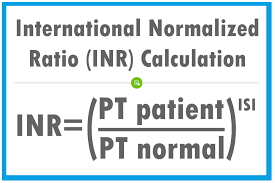 International Normalized
Ratio (INR) Calculation
INR=(PT patient/PT normal)^ISI